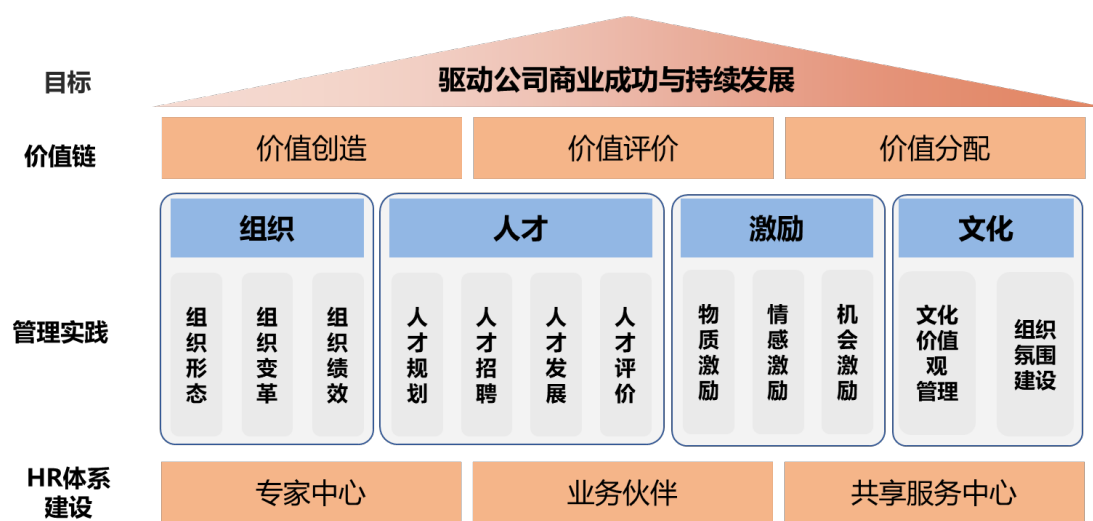 目标
驱动公司商业成功与持续发展
价值链
价值创造
价值评价
价值分配
管理实践
组织
人才
激励
文化
组织形态
组织变革
组织绩效
人才规划
人才招聘
人才发展
人才评价
物质激励
情感激励
机会激励
文化
价值
观
管理
组织
氛围
建设
HR体系
建设
专家中心
业务伙伴
共享服务中心